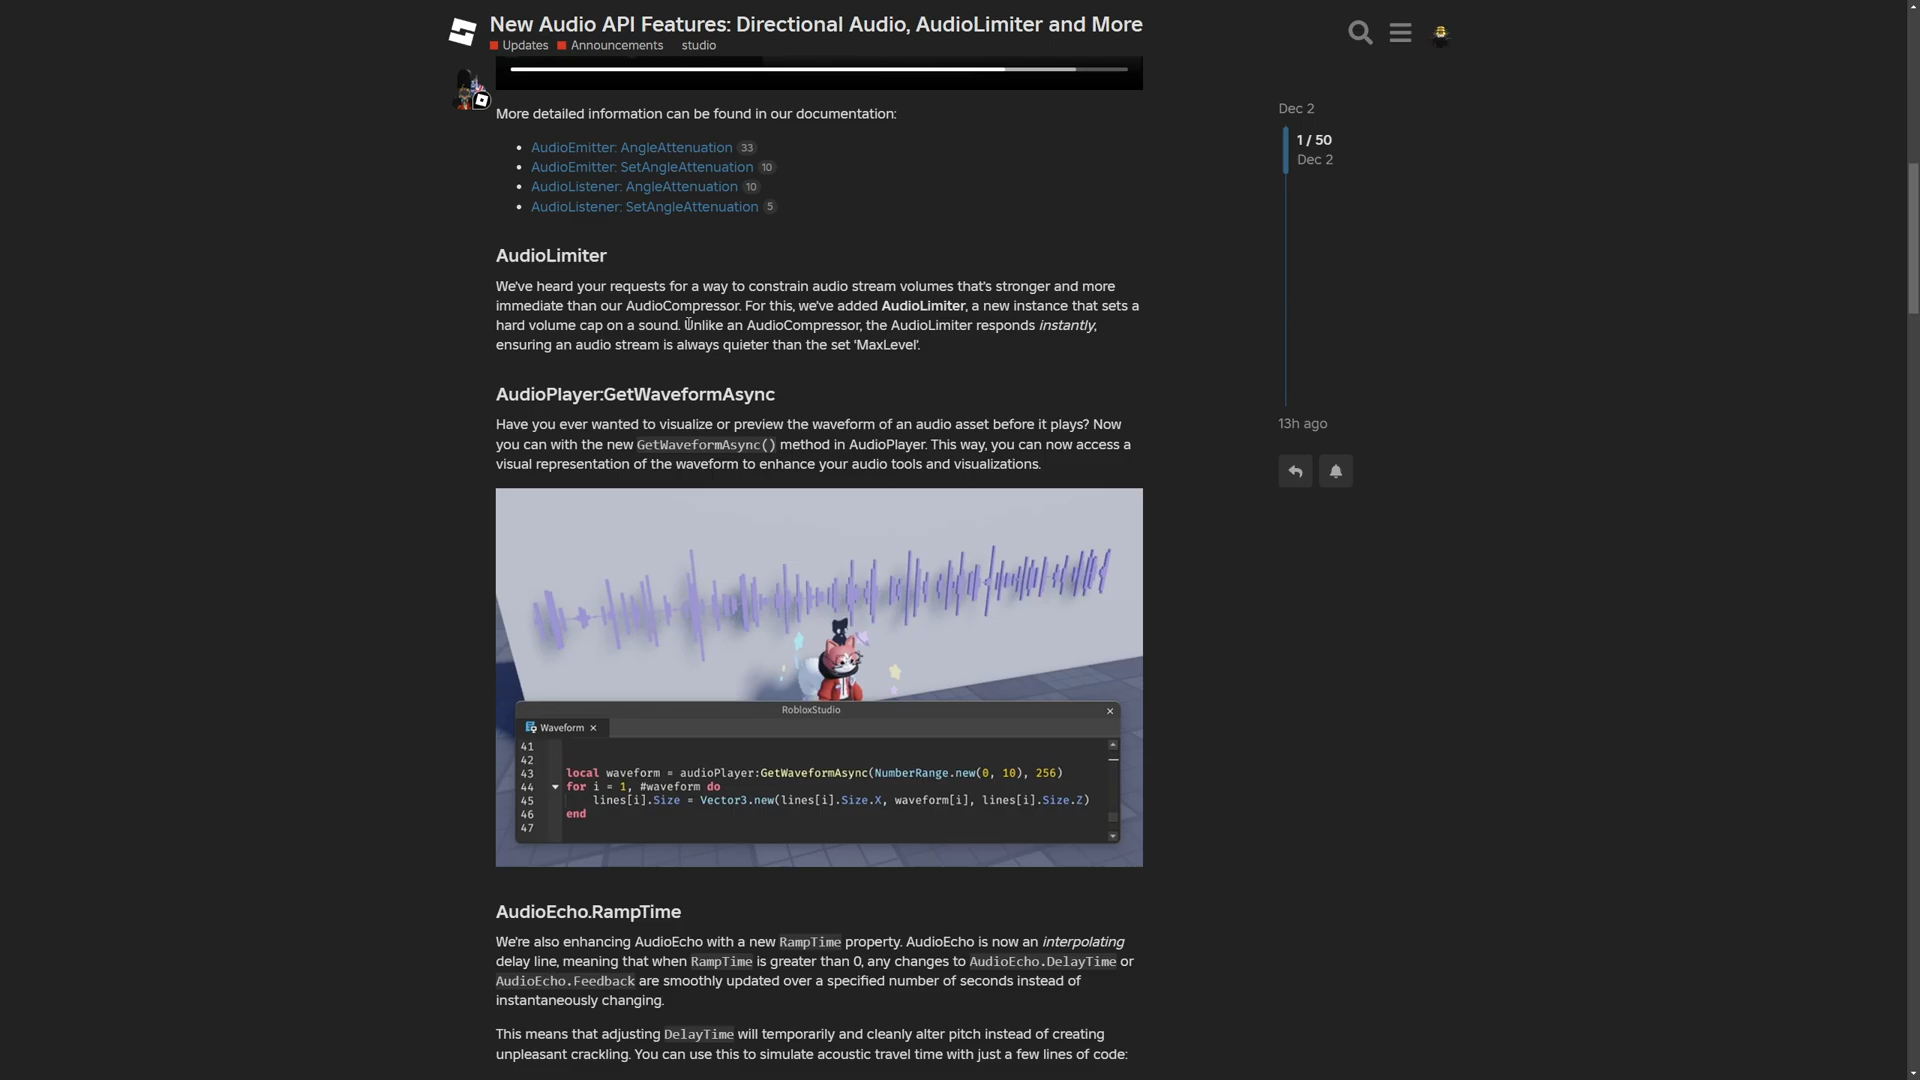 New Audio API Features: Directional Audio, AudioLimiter and More
Updates Announcements studio
More detailed information can be found in our documentation:
AudioEmitter: AngleAttenuation 33
AudioEmitter: SetAngleAttenuation 10
AudioListener: AngleAttenuation 10
AudioListener: SetAngleAttenuation 5
Dec 2
1 / 50
Dec 2
13h ago
AudioLimiter
We've heard your requests for a way to constrain audio stream volumes that's stronger and more
immediate than our AudioCompressor. For this, we've added AudioLimiter, a new instance that sets a
hard volume cap on a sound. Unlike an AudioCompressor, the AudioLimiter responds instantly,
ensuring an audio stream is always quieter than the set 'MaxLevel'.
AudioPlayer:GetWaveformAsync
Have you ever wanted to visualize or preview the waveform of an audio asset before it plays? Now
you can with the new GetWaveformAsync() method in AudioPlayer. This way, you can now access a
visual representation of the waveform to enhance your audio tools and visualizations.
RobloxStudio
Waveform
41
42
43 local waveform = audioPlayer:GetWaveformAsync(NumberRange.new(0, 10), 256)
44 for i = 1, #waveform do
45 lines[i].Size = Vector3.new(lines[i].Size.X, waveform[i], lines[i].Size.Z)
46 end
47
AudioEcho.RampTime
We're also enhancing AudioEcho with a new RampTime property. AudioEcho is now an interpolating
delay line, meaning that when RampTime is greater than 0, any changes to AudioEcho.DelayTime or
AudioEcho.Feedback are smoothly updated over a specified number of seconds instead of
instantaneously changing.
This means that adjusting DelayTime will temporarily and cleanly alter pitch instead of creating
unpleasant crackling. You can use this to simulate acoustic travel time with just a few lines of code: